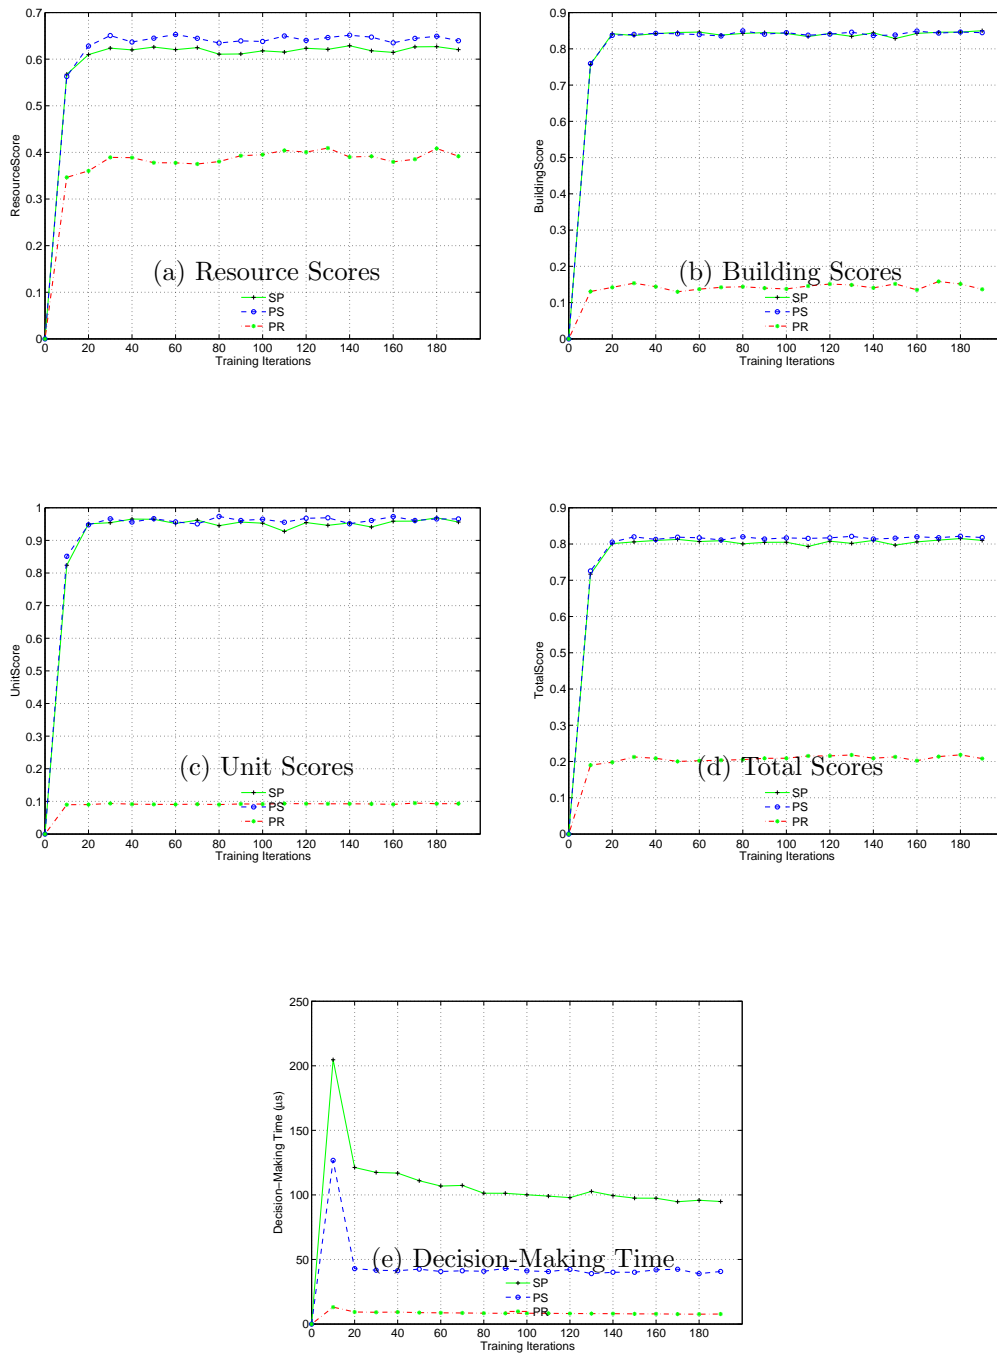 0.7
0.6
0.5
0.4
0.3
0.2
0.1
0
ResourceScore
(a) Resource Scores
SP
PS
PR
0 20 40 60 80 100 120 140 160 180
Training Iterations
0.9
0.8
0.7
0.6
0.5
0.4
0.3
0.2
0.1
0
BuildingScore
(b) Building Scores
SP
PS
PR
0 20 40 60 80 100 120 140 160 180
Training Iterations
1
0.9
0.8
0.7
0.6
0.5
0.4
0.3
0.2
0.1
0
UnitScore
(c) Unit Scores
SP
PS
PR
0 20 40 60 80 100 120 140 160 180
Training Iterations
0.9
0.8
0.7
0.6
0.5
0.4
0.3
0.2
0.1
0
TotalScore
(d) Total Scores
SP
PS
PR
0 20 40 60 80 100 120 140 160 180
Training Iterations
250
200
150
100
50
0
Decision−Making Time (μs)
(e) Decision-Making Time
SP
PS
PR
0 20 40 60 80 100 120 140 160 180
Training Iterations